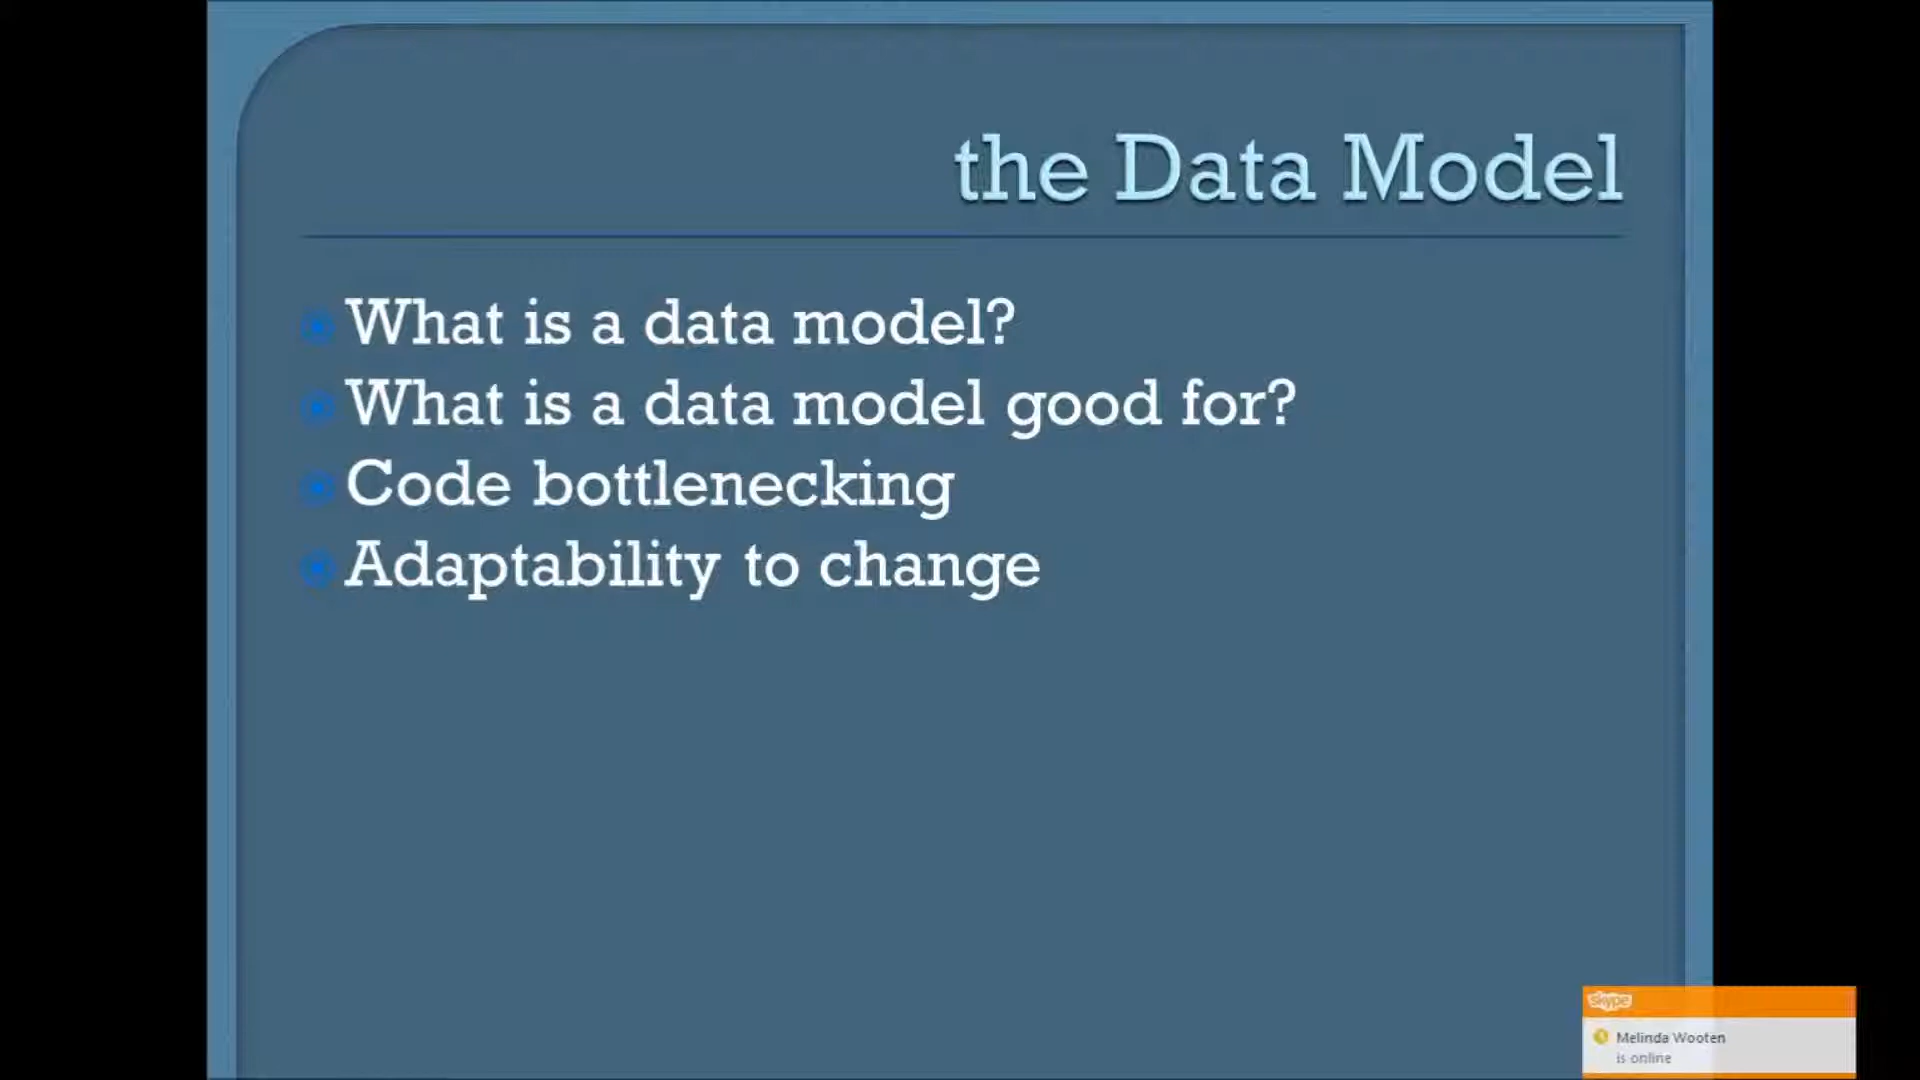 the Data Model
What is a data model?
What is a data model good for?
Code bottlenecking
Adaptability to change
skype
Melinda Wooten
is online